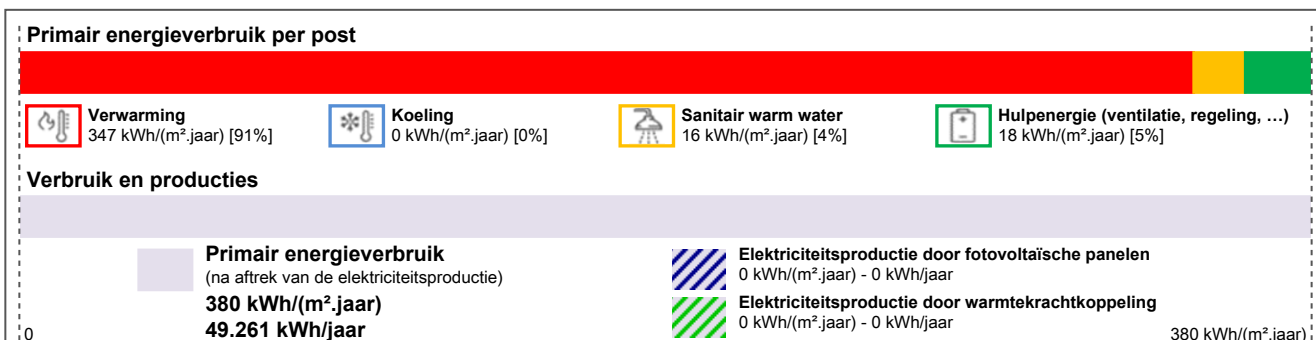 Primair energieverbruik per post
Verwarming
347 kWh/(m².jaar) [91%]
Koeling
0 kWh/(m².jaar) [0%]
Sanitair warm water
16 kWh/(m².jaar) [4%]
Hulpenergie (ventilatie, regeling, …)
18 kWh/(m².jaar) [5%]
Verbruik en producties
Primair energieverbruik
(na aftrek van de elektriciteitsproductie)
380 kWh/(m².jaar)
49.261 kWh/jaar
Elektriciteitsproductie door fotovoltaïsche panelen
0 kWh/(m².jaar) - 0 kWh/jaar
Elektriciteitsproductie door warmtekrachtkoppeling
0 kWh/(m².jaar) - 0 kWh/jaar
0
380 kWh/(m².jaar)